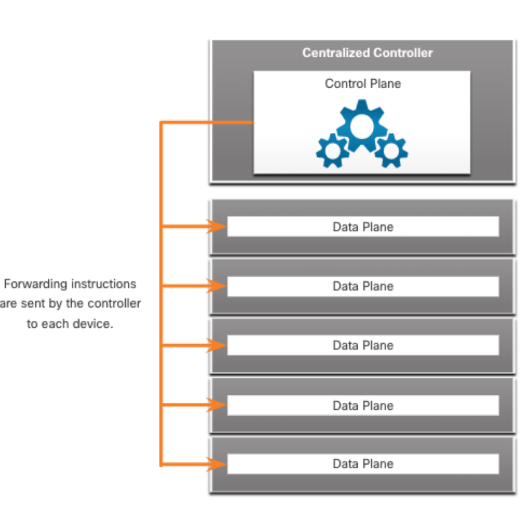 Centralized Controller
Control Plane
Data Plane
Data Plane
Forwarding instructions
are sent by the controller
to each device.
Data Plane
Data Plane
Data Plane